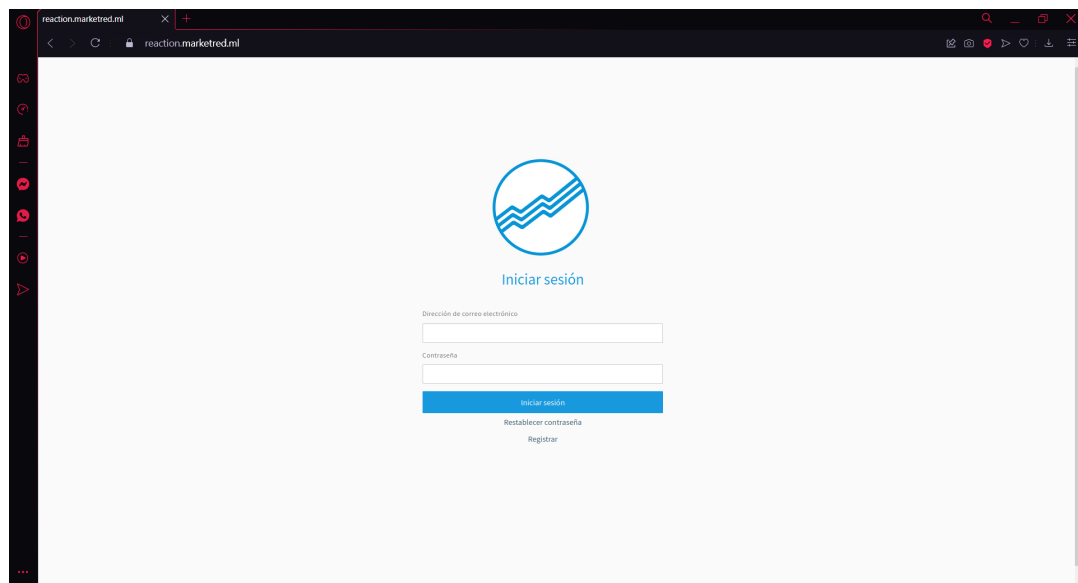 reaction.marketred.ml
reaction.marketred.ml
Iniciar sesión
Dirección de correo electrónico
Contraseña
Iniciar sesión
Restablecer contraseña
Registrar